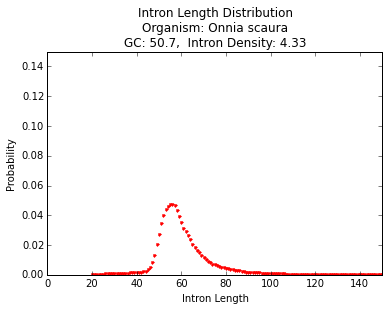 Intron Length Distribution
Organism: Onnia scaura
GC: 50.7,  Intron Density: 4.33
0.14
0.12
0.10
0.08
0.06
0.04
0.02
0.00
Probability
0 20 40 60 80 100 120 140
Intron Length